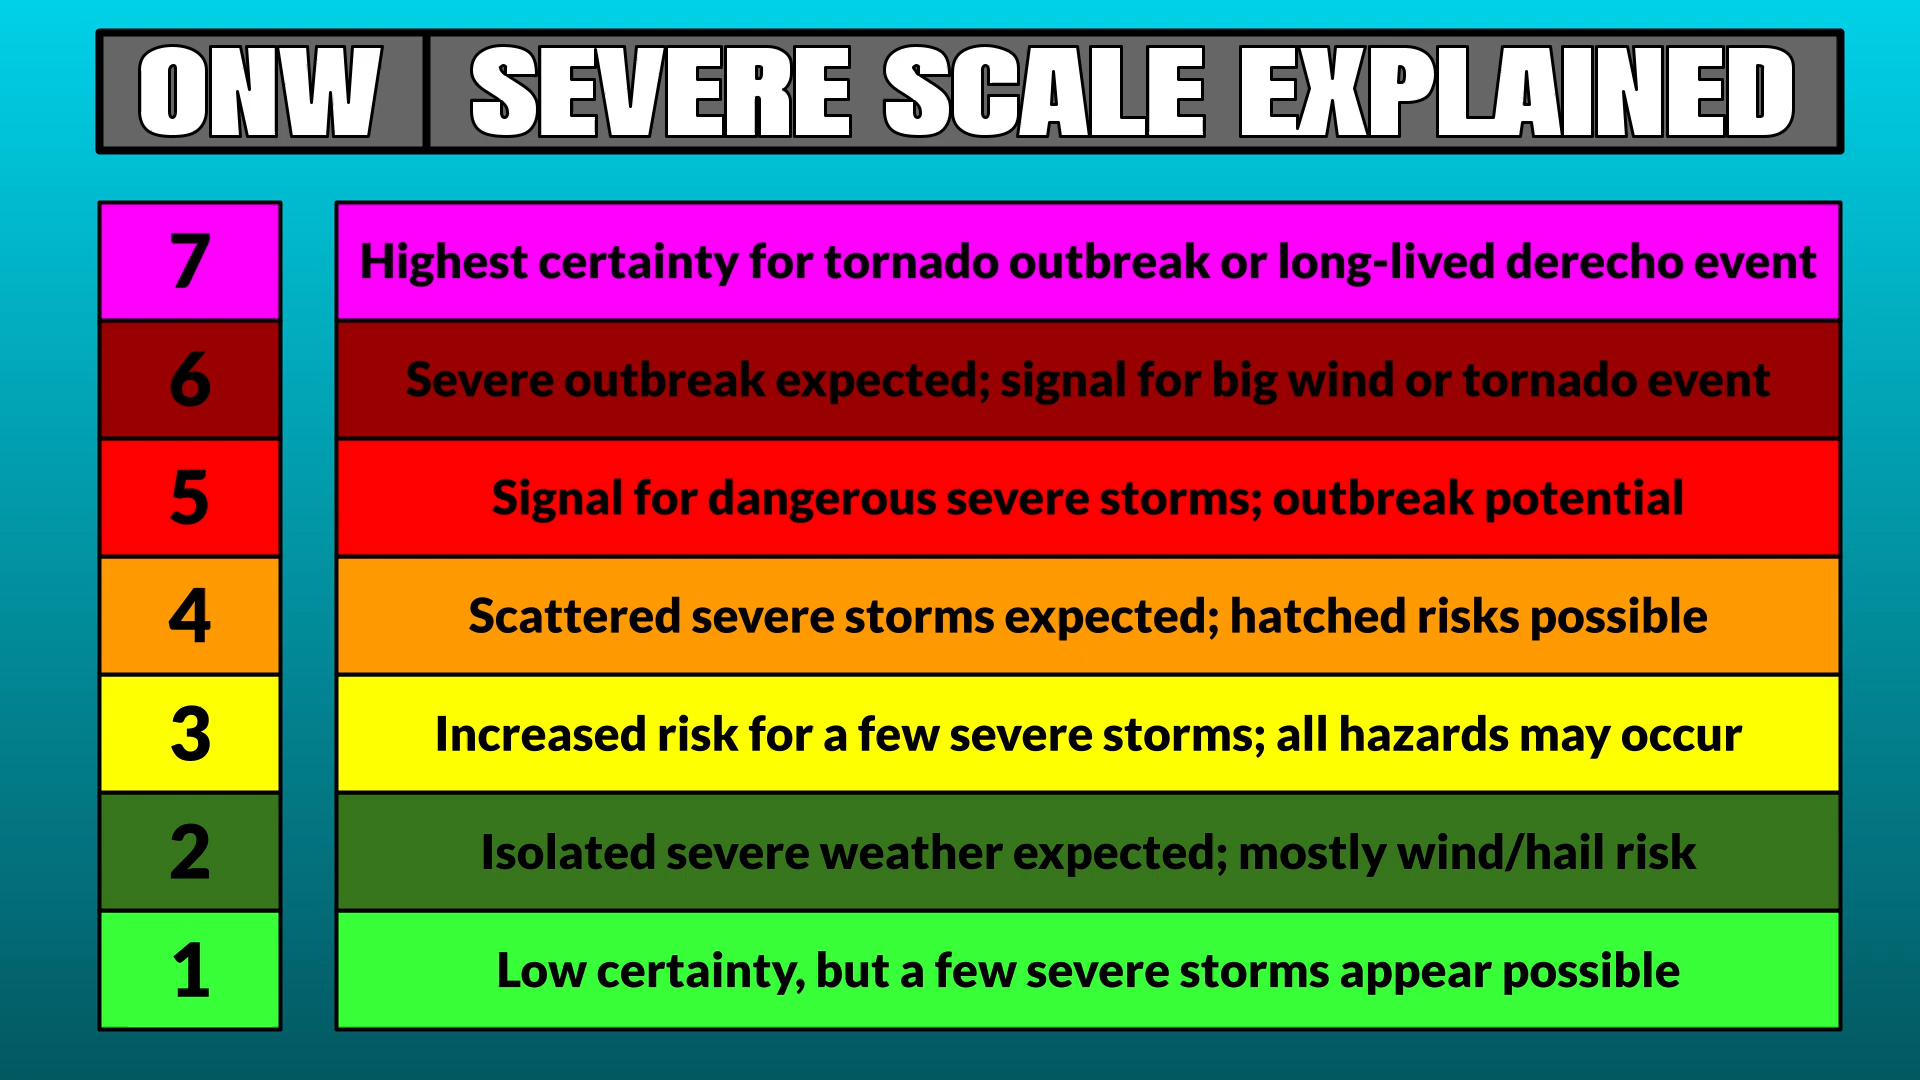 ONW SEVERE SCALE EXPLAINED
7 Highest certainty for tornado outbreak or long-lived derecho event
6 Severe outbreak expected; signal for big wind or tornado event
5 Signal for dangerous severe storms; outbreak potential
4 Scattered severe storms expected; hatched risks possible
3 Increased risk for a few severe storms; all hazards may occur
2 Isolated severe weather expected; mostly wind/hail risk
1 Low certainty, but a few severe storms appear possible